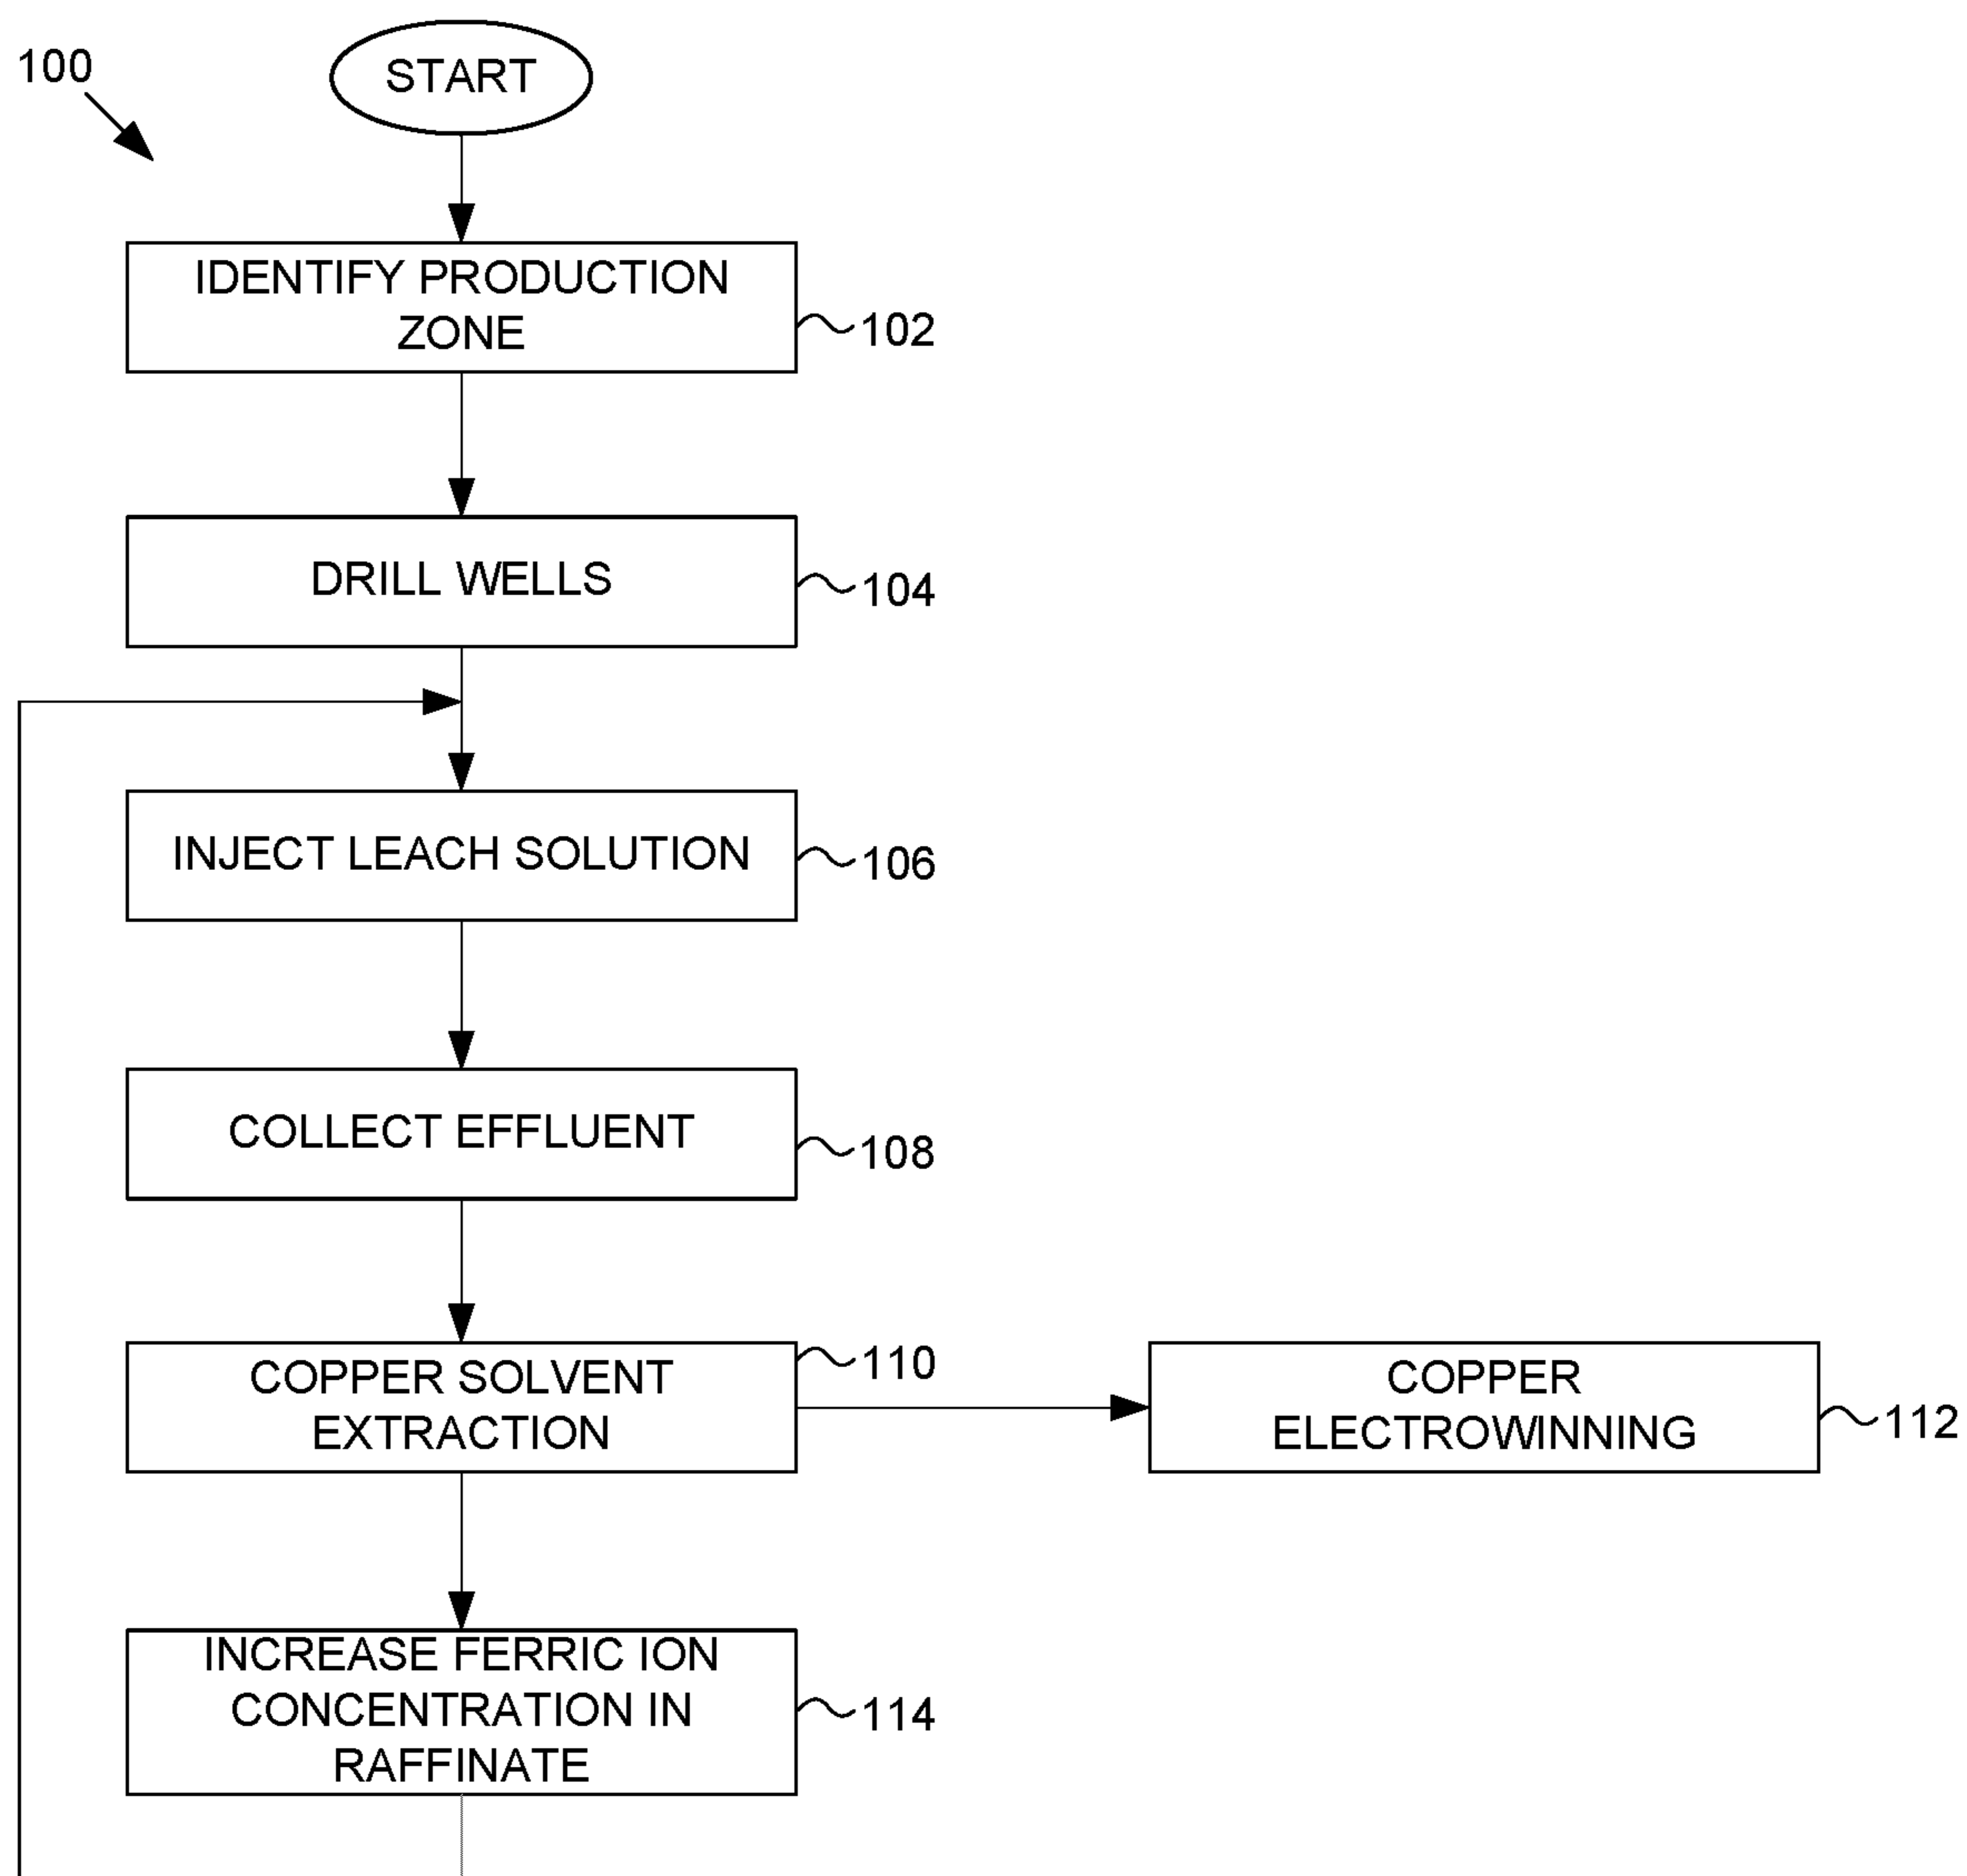 100
START
IDENTIFY PRODUCTION
ZONE
102
DRILL WELLS
104
INJECT LEACH SOLUTION
106
COLLECT EFFLUENT
108
COPPER SOLVENT
EXTRACTION
110
COPPER
ELECTROWINNING
112
INCREASE FERRIC ION
CONCENTRATION IN
RAFFINATE
114